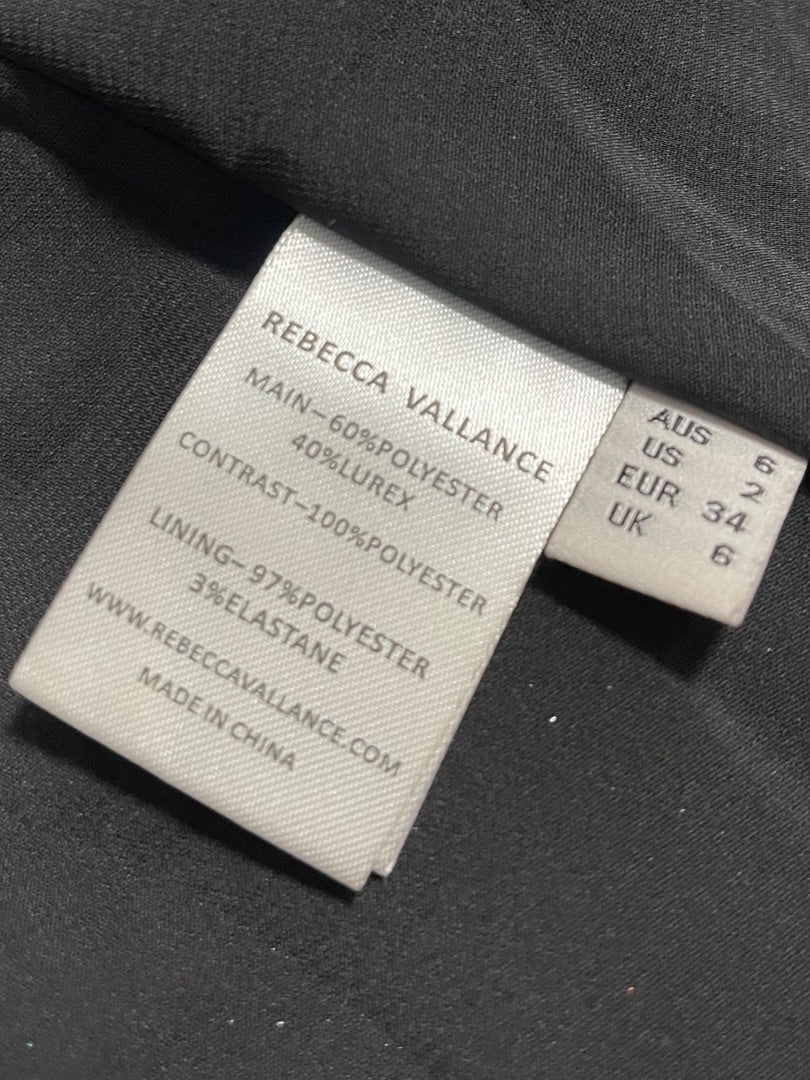 REBECCA VALLANCE
MAIN-60%POLYESTER
40%LUREX
CONTRAST-100%POLYESTER
LINING-97%POLYESTER
3%ELASTANE
WWW.REBECCAVALLANCE.COM
MADE IN CHINA
AUS 6
US 2
EUR 34
UK 6